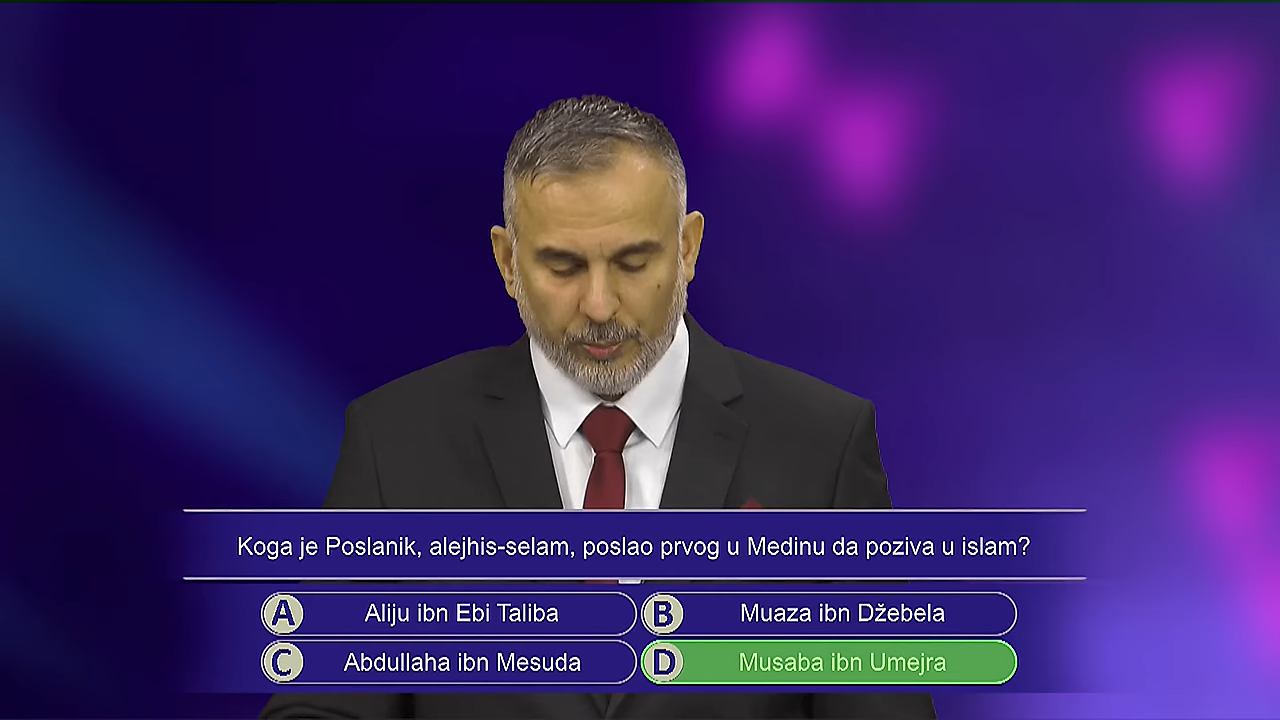 Koga je Poslanik, alejhis-selam, poslao prvog u Medinu da poziva u islam?
A Aliju ibn Ebi Taliba
B Muaza ibn Džebela
C Abdullaha ibn Mesuda
D Musaba ibn Umejra